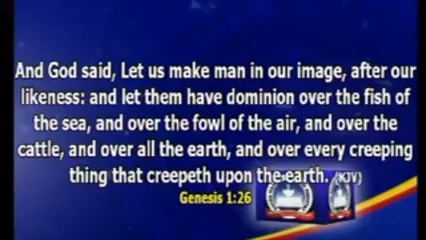 And God said, Let us make man in our image, after our
likeness: and let them have dominion over the fish of
the sea, and over the fowl of the air, and over the
cattle, and over all the earth, and over every creeping
thing that creepeth upon the earth. (KJV)
Genesis 1:26